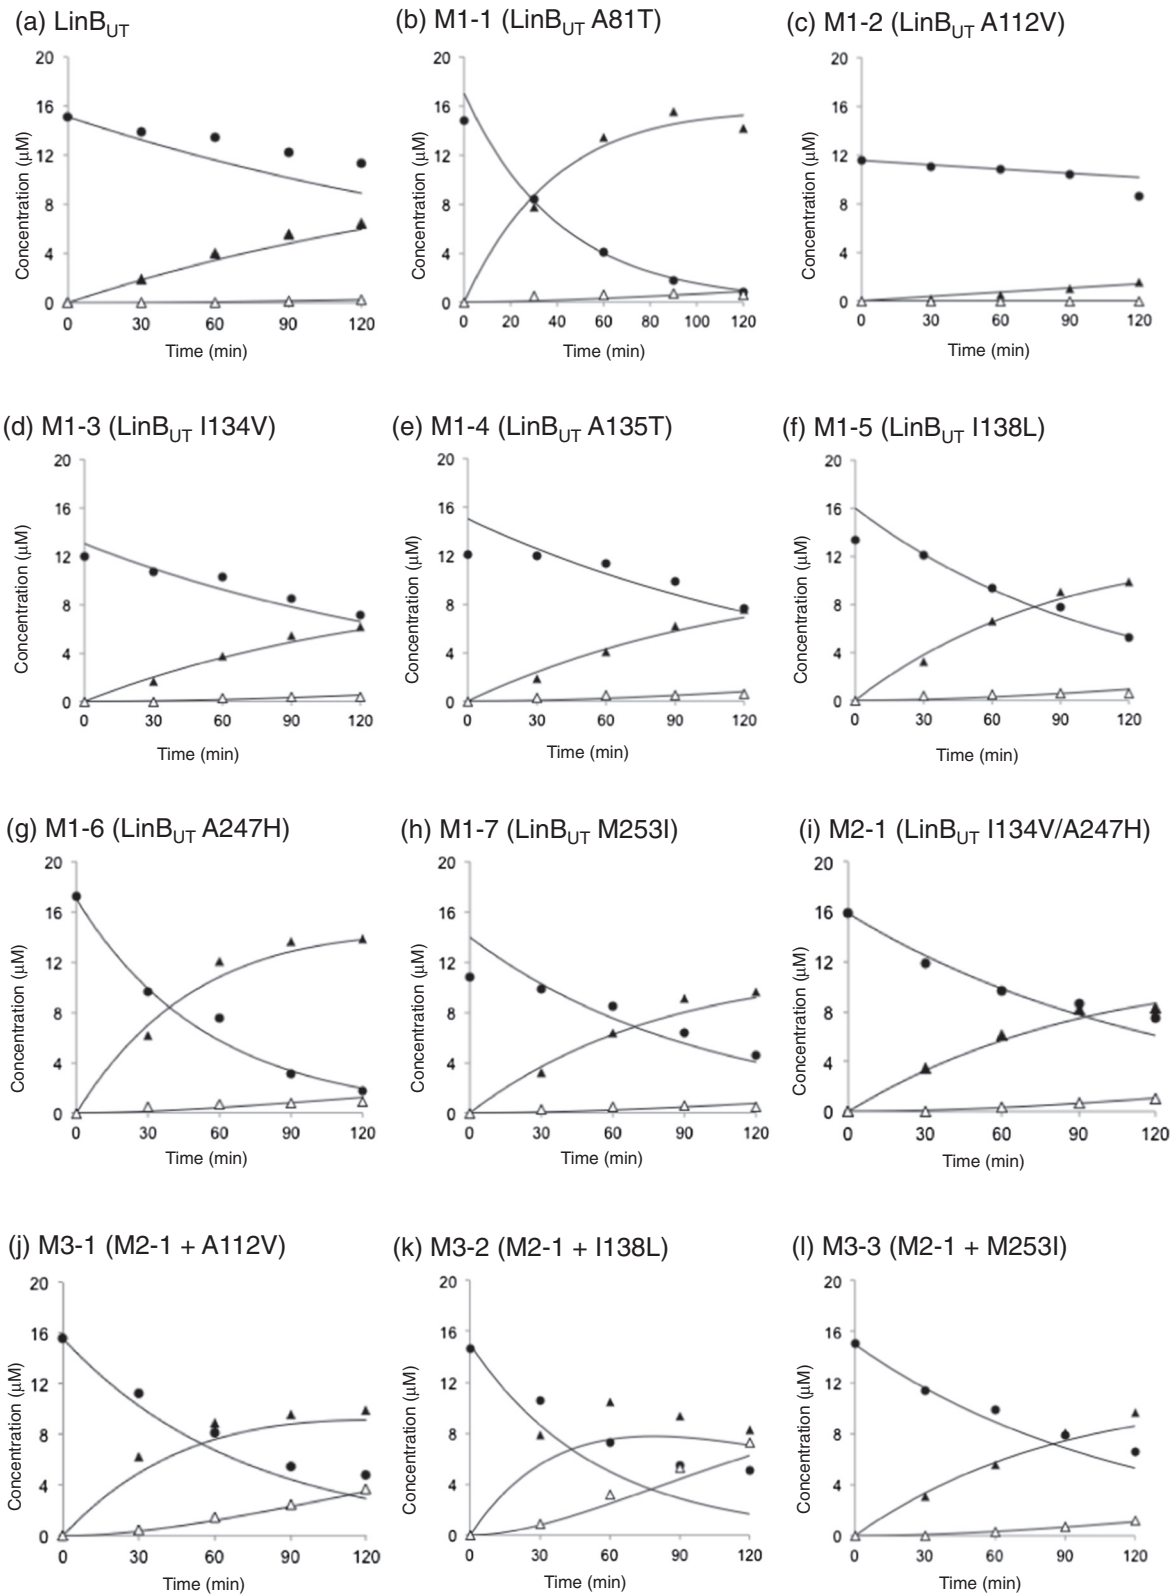 (a) LinBUT
(b) M1-1 (LinBUT A81T)
(c) M1-2 (LinBUT A112V)
20
16
12
8
4
0
Concentration (μM)
0 30 60 90 120
Time (min)
20
16
12
8
4
0
Concentration (μM)
0 20 40 60 80 100 120
Time (min)
20
16
12
8
4
0
Concentration (μM)
0 30 60 90 120
Time (min)
(d) M1-3 (LinBUT I134V)
(e) M1-4 (LinBUT A135T)
(f) M1-5 (LinBUT I138L)
20
16
12
8
4
0
Concentration (μM)
0 30 60 90 120
Time (min)
20
16
12
8
4
0
Concentration (μM)
0 30 60 90 120
Time (min)
20
16
12
8
4
0
Concentration (μM)
0 30 60 90 120
Time (min)
(g) M1-6 (LinBUT A247H)
(h) M1-7 (LinBUT M253I)
(i) M2-1 (LinBUT I134V/A247H)
20
16
12
8
4
0
Concentration (μM)
0 30 60 90 120
Time (min)
20
16
12
8
4
0
Concentration (μM)
0 30 60 90 120
Time (min)
20
16
12
8
4
0
Concentration (μM)
0 30 60 90 120
Time (min)
(j) M3-1 (M2-1 + A112V)
(k) M3-2 (M2-1 + I138L)
(l) M3-3 (M2-1 + M253I)
20
16
12
8
4
0
Concentration (μM)
0 30 60 90 120
Time (min)
20
16
12
8
4
0
Concentration (μM)
0 30 60 90 120
Time (min)
20
16
12
8
4
0
Concentration (μM)
0 30 60 90 120
Time (min)